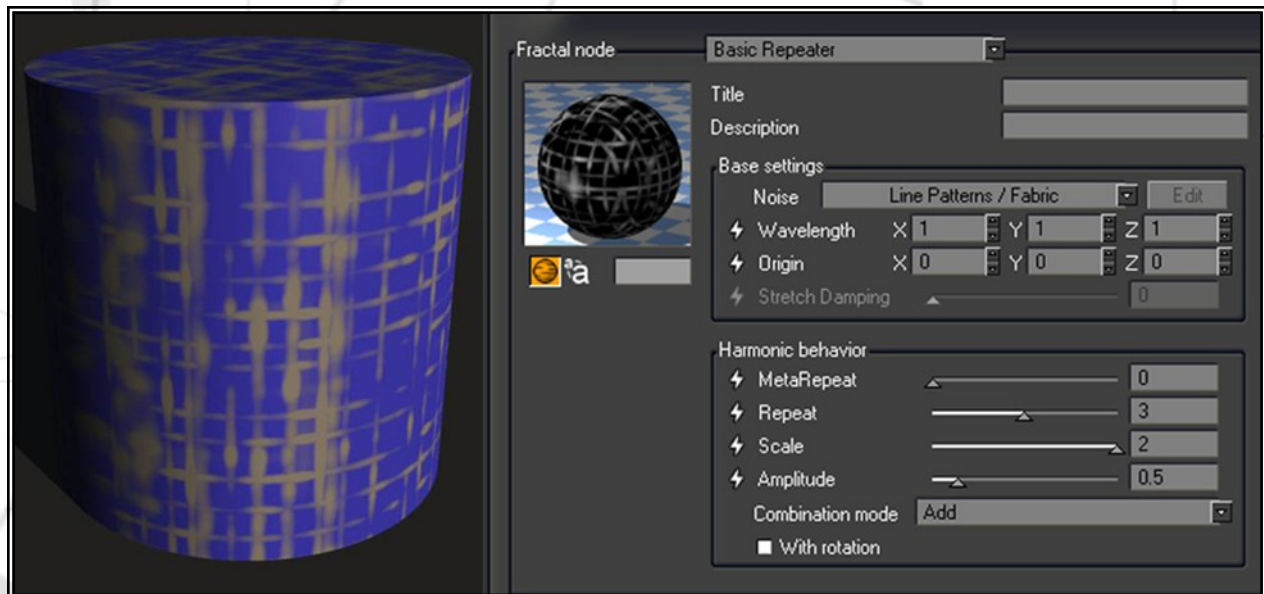 Fractal node Basic Repeater
Title
Description
Base settings
Noise Line Patterns / Fabric Edit
Wavelength X 1 Y 1 Z 1
Origin X 0 Y 0 Z 0
aa
Stretch Damping 0
Harmonic behavior
MetaRepeat 0
Repeat 3
Scale 2
Amplitude 0.5
Combination mode Add
With rotation